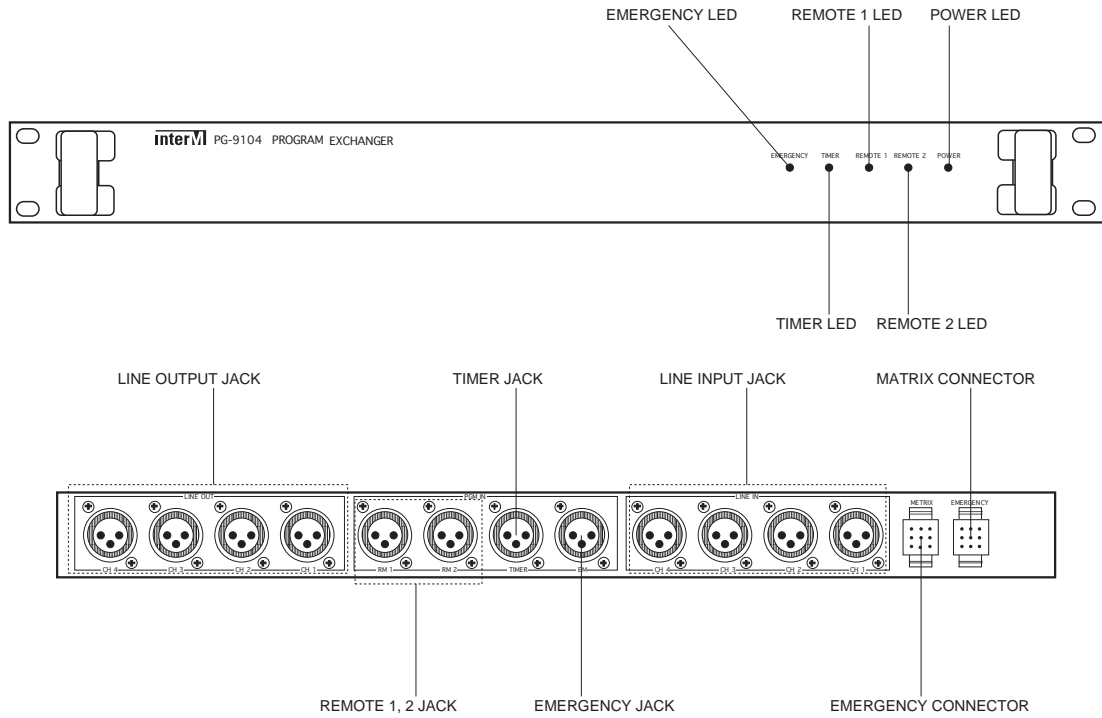 EMERGENCY LED REMOTE 1 LED POWER LED
interM PG-9104 PROGRAM EXCHANGER
EMERGENCY TIMER REMOTE 1 REMOTE 2 POWER
TIMER LED REMOTE 2 LED
LINE OUTPUT JACK TIMER JACK LINE INPUT JACK MATRIX CONNECTOR
LINE OUT PGM IN LINE IN METRIX EMERGENCY
CH 4 CH 3 CH 2 CH 1 RM 1 RM 2 TIMER EM CH 4 CH 3 CH 2 CH 1
REMOTE 1, 2 JACK EMERGENCY JACK EMERGENCY CONNECTOR